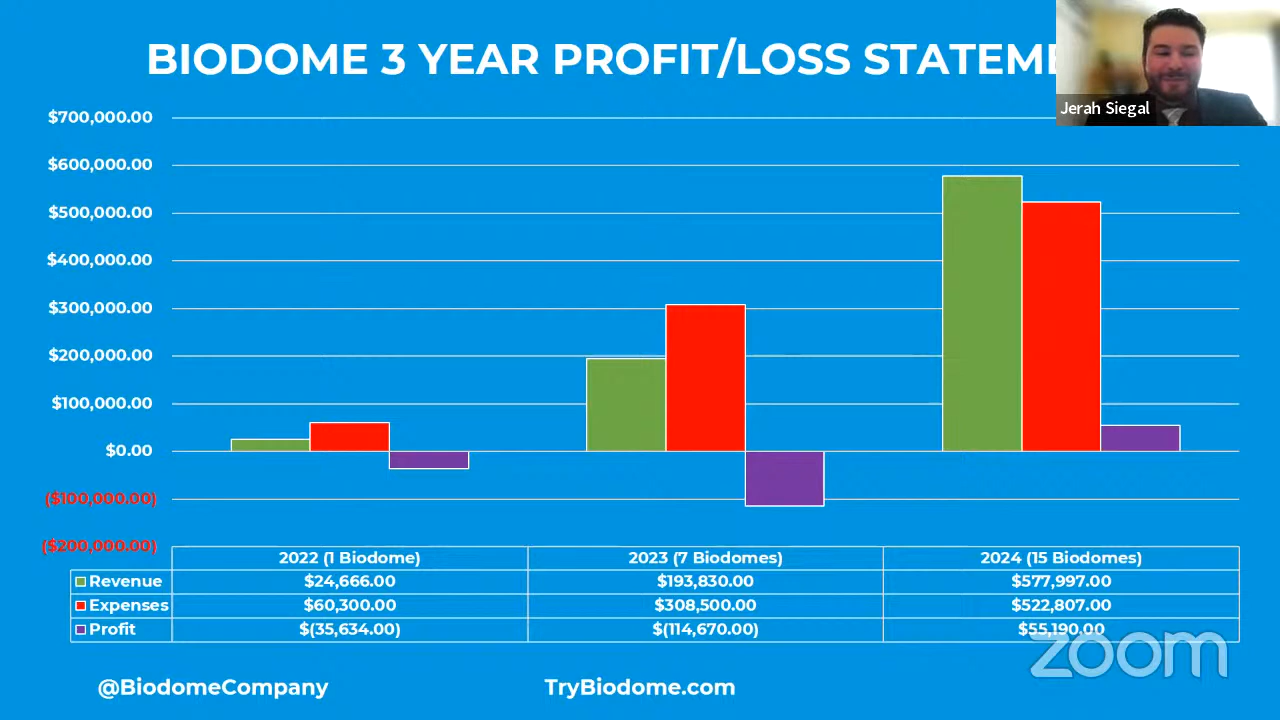 BIODOME 3 YEAR PROFIT/LOSS STATEME
Jerah Siegal
$700,000.00
$600,000.00
$500,000.00
$400,000.00
$300,000.00
$200,000.00
$100,000.00
$0.00
($100,000.00)
($200,000.00)
2022 (1 Biodome) 2023 (7 Biodomes) 2024 (15 Biodomes)
Revenue $24,666.00 $193,830.00 $577,997.00
Expenses $60,300.00 $308,500.00 $522,807.00
Profit $(35,634.00) $(114,670.00) $55,190.00
zoom
@BiodomeCompany TryBiodome.com